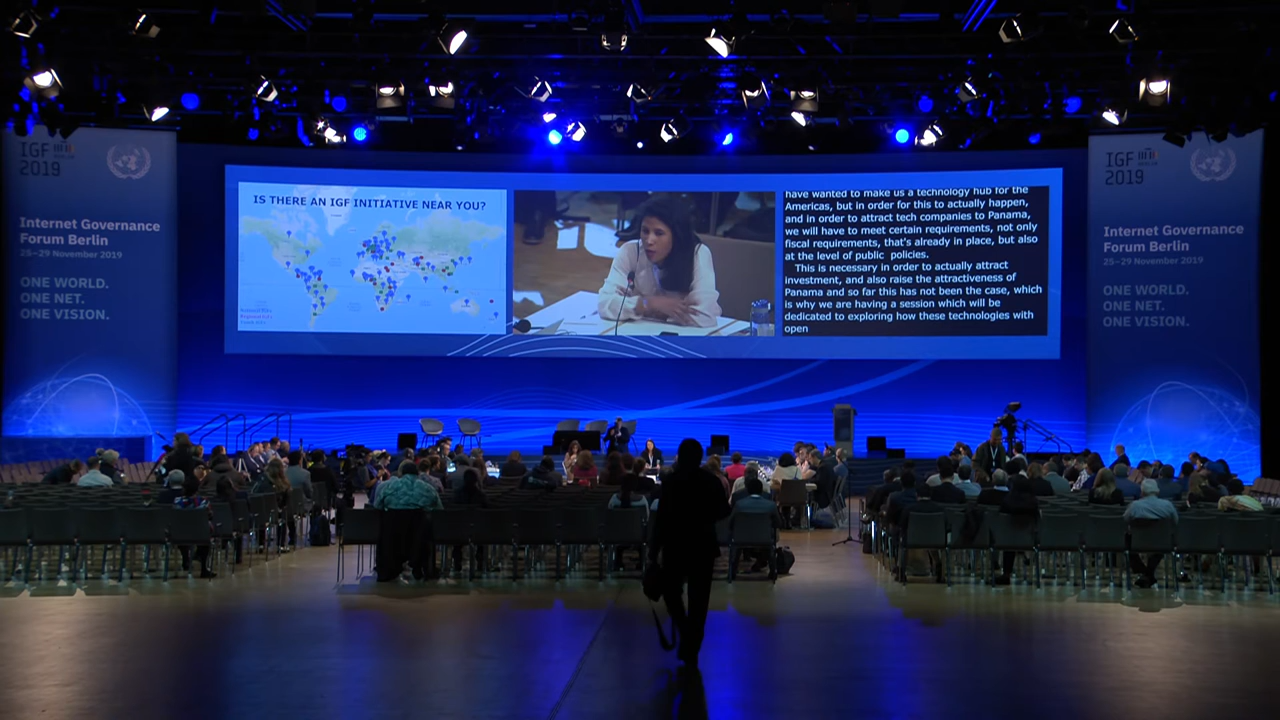 IGF
2019
Internet Governance
Forum Berlin
25–29 November 2019
ONE WORLD.
ONE NET.
ONE VISION.
IS THERE AN IGF INITIATIVE NEAR YOU?
have wanted to make us a technology hub for the
Americas, but in order for this to actually happen,
and in order to attract tech companies to Panama,
we will have to meet certain requirements, not only
fiscal requirements, that's already in place, but also
at the level of public  policies.
This is necessary in order to actually attract
investment, and also raise the attractiveness of
Panama and so far this has not been the case, which
is why we are having a session which will be
dedicated to exploring how these technologies with
open
IGF
2019
Internet Governance
Forum Berlin
25–29 November 2019
ONE WORLD.
ONE NET.
ONE VISION.